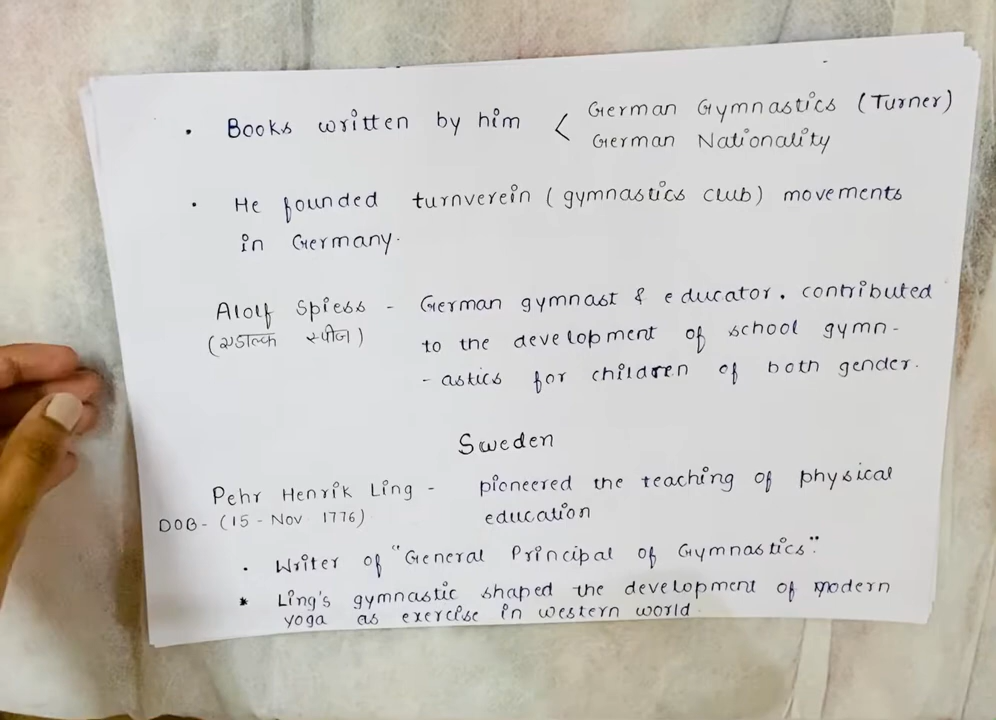 • Books written by him < German Gymnastics (Turner)
German Nationality
• He founded turnverein (gymnastics club) movements
in Germany.
Alolf Spiess - German gymnast & educator. contributed
(अडाल्फ स्पीज) to the development of school gymn-
- astics for children of both gender.
Sweden
Pehr Henrik Ling - pioneered the teaching of physical
DOB - (15 - Nov 1776) education
• Writer of "General Principal of Gymnastics".
* Ling's gymnastic shaped the development of modern
yoga as exercise in western world.